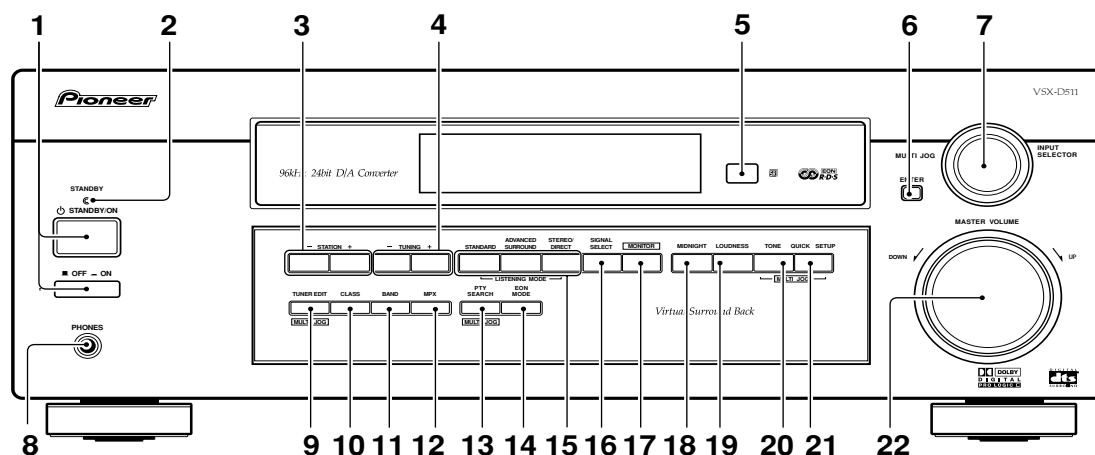 1 2 3 4 5 6 7
Pioneer
VSX-D511
96kHz 24bit D/A Converter
EON
R·D·S
MULTI JOG
INPUT
SELECTOR
ENTER
STANDBY
STANDBY/ON
MASTER VOLUME
DOWN
UP
OFF ON
– STATION +
– TUNING +
STANDARD
ADVANCED
SURROUND
STEREO/
DIRECT
LISTENING MODE
SIGNAL
SELECT
MONITOR
MIDNIGHT
LOUDNESS
TONE
QUICK SETUP
MULTI JOG
TUNER EDIT
MULTI JOG
CLASS
BAND
MPX
PTY
SEARCH
MULTI JOG
EON
MODE
Virtual Surround Back
PHONES
DOLBY
DIGITAL
PRO LOGIC II
DIGITAL
dts
SURROUND
8 9 10 11 12 13 14 15 16 17 18 19 20 21 22